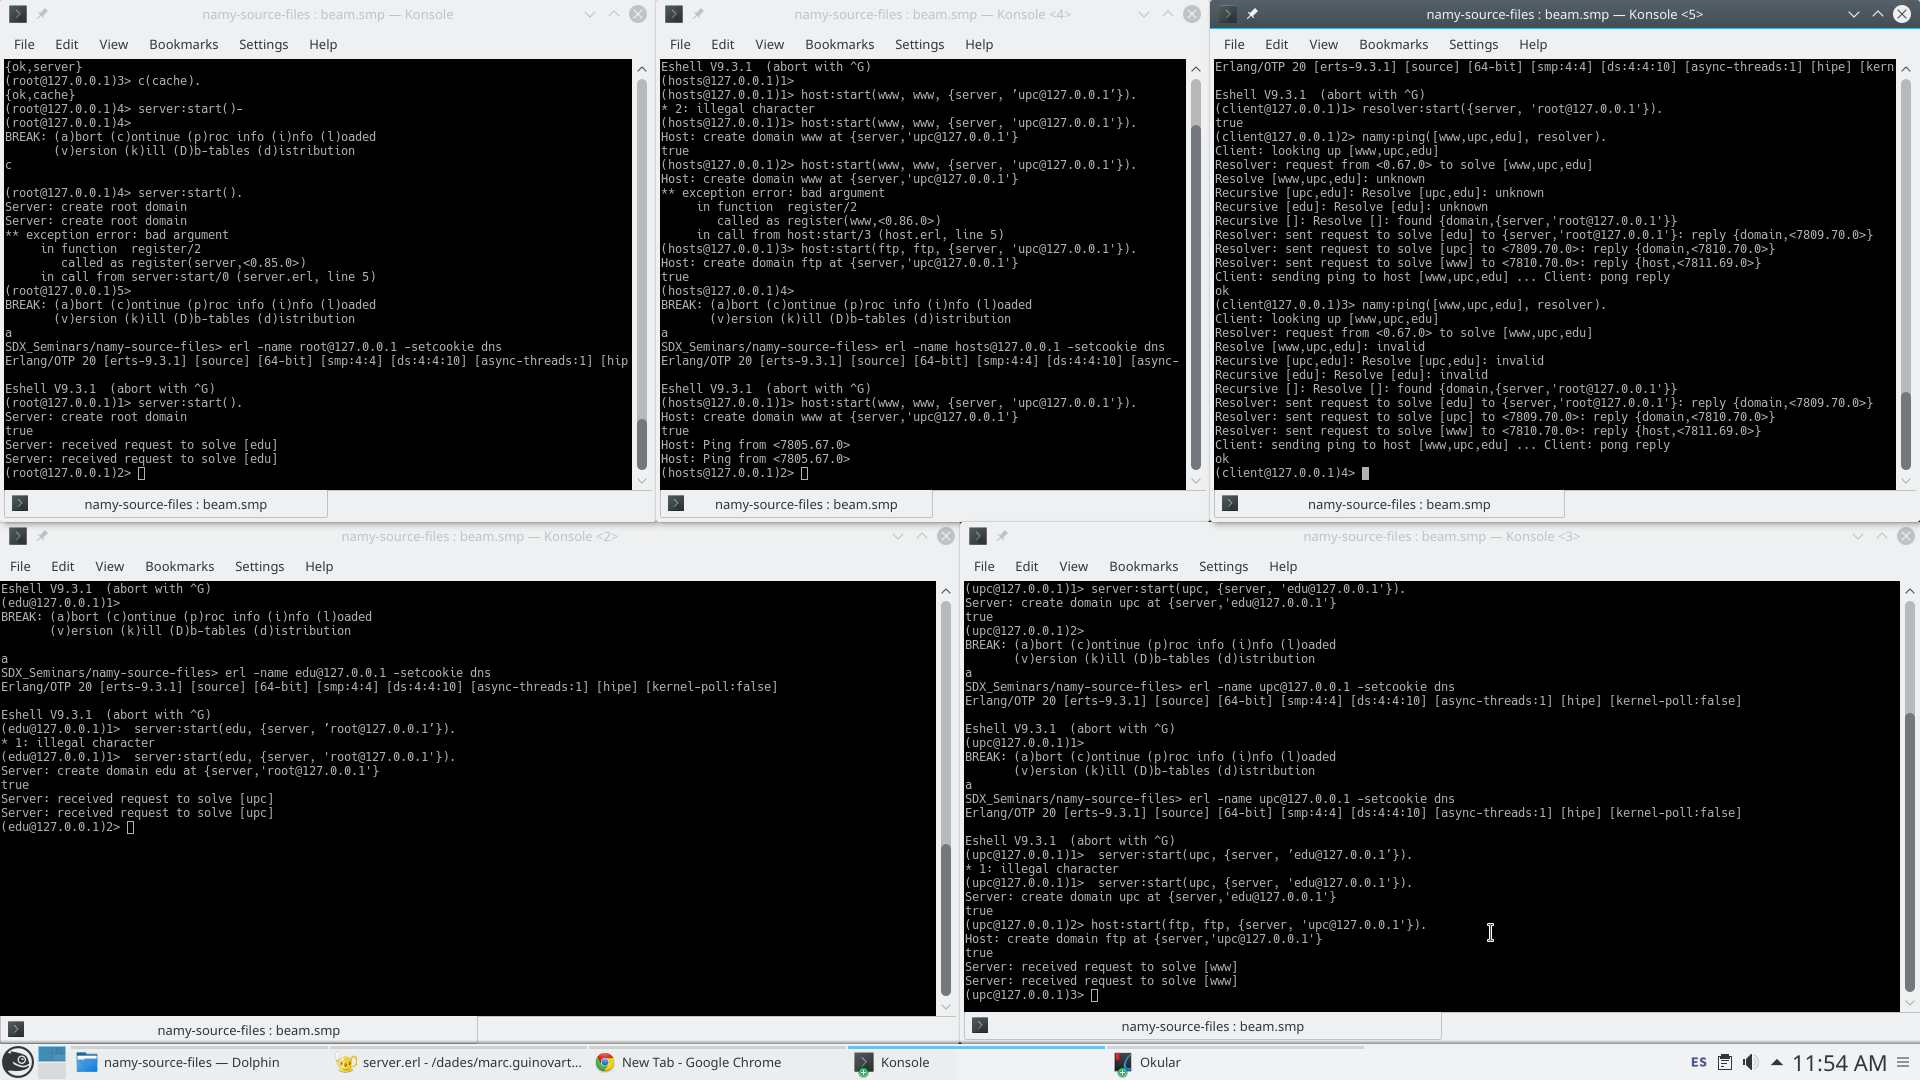 namy-source-files : beam.smp — Konsole
File Edit View Bookmarks Settings Help
{ok,server}
(root@127.0.0.1)3> c(cache).
{ok,cache}
(root@127.0.0.1)4> server:start()-
(root@127.0.0.1)4>
BREAK: (a)bort (c)ontinue (p)roc info (i)nfo (l)oaded
(v)ersion (k)ill (D)b-tables (d)istribution
c
(root@127.0.0.1)4> server:start().
Server: create root domain
Server: create root domain
** exception error: bad argument
in function  register/2
called as register(server,<0.85.0>)
in call from server:start/0 (server.erl, line 5)
(root@127.0.0.1)5>
BREAK: (a)bort (c)ontinue (p)roc info (i)nfo (l)oaded
(v)ersion (k)ill (D)b-tables (d)istribution
a
SDX_Seminars/namy-source-files> erl -name root@127.0.0.1 -setcookie dns
Erlang/OTP 20 [erts-9.3.1] [source] [64-bit] [smp:4:4] [ds:4:4:10] [async-threads:1] [hip
Eshell V9.3.1  (abort with ^G)
(root@127.0.0.1)1> server:start().
Server: create root domain
true
Server: received request to solve [edu]
Server: received request to solve [edu]
(root@127.0.0.1)2>
namy-source-files : beam.smp
namy-source-files : beam.smp — Konsole <4>
File Edit View Bookmarks Settings Help
Eshell V9.3.1  (abort with ^G)
(hosts@127.0.0.1)1>
(hosts@127.0.0.1)1> host:start(www, www, {server, ’upc@127.0.0.1’}).
* 2: illegal character
(hosts@127.0.0.1)1> host:start(www, www, {server, 'upc@127.0.0.1'}).
Host: create domain www at {server,'upc@127.0.0.1'}
true
(hosts@127.0.0.1)2> host:start(www, www, {server, 'upc@127.0.0.1'}).
Host: create domain www at {server,'upc@127.0.0.1'}
** exception error: bad argument
in function  register/2
called as register(www,<0.86.0>)
in call from host:start/3 (host.erl, line 5)
(hosts@127.0.0.1)3> host:start(ftp, ftp, {server, 'upc@127.0.0.1'}).
Host: create domain ftp at {server,'upc@127.0.0.1'}
true
(hosts@127.0.0.1)4>
BREAK: (a)bort (c)ontinue (p)roc info (i)nfo (l)oaded
(v)ersion (k)ill (D)b-tables (d)istribution
a
SDX_Seminars/namy-source-files> erl -name hosts@127.0.0.1 -setcookie dns
Erlang/OTP 20 [erts-9.3.1] [source] [64-bit] [smp:4:4] [ds:4:4:10] [async-
Eshell V9.3.1  (abort with ^G)
(hosts@127.0.0.1)1> host:start(www, www, {server, 'upc@127.0.0.1'}).
Host: create domain www at {server,'upc@127.0.0.1'}
true
Host: Ping from <7805.67.0>
Host: Ping from <7805.67.0>
(hosts@127.0.0.1)2>
namy-source-files : beam.smp
namy-source-files : beam.smp — Konsole <5>
File Edit View Bookmarks Settings Help
Erlang/OTP 20 [erts-9.3.1] [source] [64-bit] [smp:4:4] [ds:4:4:10] [async-threads:1] [hipe] [kern
Eshell V9.3.1  (abort with ^G)
(client@127.0.0.1)1> resolver:start({server, 'root@127.0.0.1'}).
true
(client@127.0.0.1)2> namy:ping([www,upc,edu], resolver).
Client: looking up [www,upc,edu]
Resolver: request from <0.67.0> to solve [www,upc,edu]
Resolve [www,upc,edu]: unknown
Recursive [upc,edu]: Resolve [upc,edu]: unknown
Recursive [edu]: Resolve [edu]: unknown
Recursive []: Resolve []: found {domain,{server,'root@127.0.0.1'}}
Resolver: sent request to solve [edu] to {server,'root@127.0.0.1'}: reply {domain,<7809.70.0>}
Resolver: sent request to solve [upc] to <7809.70.0>: reply {domain,<7810.70.0>}
Resolver: sent request to solve [www] to <7810.70.0>: reply {host,<7811.69.0>}
Client: sending ping to host [www,upc,edu] ... Client: pong reply
ok
(client@127.0.0.1)3> namy:ping([www,upc,edu], resolver).
Client: looking up [www,upc,edu]
Resolver: request from <0.67.0> to solve [www,upc,edu]
Resolve [www,upc,edu]: invalid
Recursive [upc,edu]: Resolve [upc,edu]: invalid
Recursive [edu]: Resolve [edu]: invalid
Recursive []: Resolve []: found {domain,{server,'root@127.0.0.1'}}
Resolver: sent request to solve [edu] to {server,'root@127.0.0.1'}: reply {domain,<7809.70.0>}
Resolver: sent request to solve [upc] to <7809.70.0>: reply {domain,<7810.70.0>}
Resolver: sent request to solve [www] to <7810.70.0>: reply {host,<7811.69.0>}
Client: sending ping to host [www,upc,edu] ... Client: pong reply
ok
(client@127.0.0.1)4>
namy-source-files : beam.smp
namy-source-files : beam.smp — Konsole <2>
File Edit View Bookmarks Settings Help
Eshell V9.3.1  (abort with ^G)
(edu@127.0.0.1)1>
BREAK: (a)bort (c)ontinue (p)roc info (i)nfo (l)oaded
(v)ersion (k)ill (D)b-tables (d)istribution
a
SDX_Seminars/namy-source-files> erl -name edu@127.0.0.1 -setcookie dns
Erlang/OTP 20 [erts-9.3.1] [source] [64-bit] [smp:4:4] [ds:4:4:10] [async-threads:1] [hipe] [kernel-poll:false]
Eshell V9.3.1  (abort with ^G)
(edu@127.0.0.1)1>  server:start(edu, {server, ’root@127.0.0.1’}).
* 1: illegal character
(edu@127.0.0.1)1>  server:start(edu, {server, 'root@127.0.0.1'}).
Server: create domain edu at {server,'root@127.0.0.1'}
true
Server: received request to solve [upc]
Server: received request to solve [upc]
(edu@127.0.0.1)2>
namy-source-files : beam.smp
namy-source-files : beam.smp — Konsole <3>
File Edit View Bookmarks Settings Help
(upc@127.0.0.1)1> server:start(upc, {server, 'edu@127.0.0.1'}).
Server: create domain upc at {server,'edu@127.0.0.1'}
true
(upc@127.0.0.1)2>
BREAK: (a)bort (c)ontinue (p)roc info (i)nfo (l)oaded
(v)ersion (k)ill (D)b-tables (d)istribution
a
SDX_Seminars/namy-source-files> erl -name upc@127.0.0.1 -setcookie dns
Erlang/OTP 20 [erts-9.3.1] [source] [64-bit] [smp:4:4] [ds:4:4:10] [async-threads:1] [hipe] [kernel-poll:false]
Eshell V9.3.1  (abort with ^G)
(upc@127.0.0.1)1>
BREAK: (a)bort (c)ontinue (p)roc info (i)nfo (l)oaded
(v)ersion (k)ill (D)b-tables (d)istribution
a
SDX_Seminars/namy-source-files> erl -name upc@127.0.0.1 -setcookie dns
Erlang/OTP 20 [erts-9.3.1] [source] [64-bit] [smp:4:4] [ds:4:4:10] [async-threads:1] [hipe] [kernel-poll:false]
Eshell V9.3.1  (abort with ^G)
(upc@127.0.0.1)1>  server:start(upc, {server, ’edu@127.0.0.1’}).
* 1: illegal character
(upc@127.0.0.1)1>  server:start(upc, {server, 'edu@127.0.0.1'}).
Server: create domain upc at {server,'edu@127.0.0.1'}
true
(upc@127.0.0.1)2> host:start(ftp, ftp, {server, 'upc@127.0.0.1'}).
Host: create domain ftp at {server,'upc@127.0.0.1'}
true
Server: received request to solve [www]
Server: received request to solve [www]
(upc@127.0.0.1)3>
namy-source-files : beam.smp
namy-source-files — Dolphin
server.erl - /dades/marc.guinovart...
New Tab - Google Chrome
Konsole
Okular
ES
11:54 AM